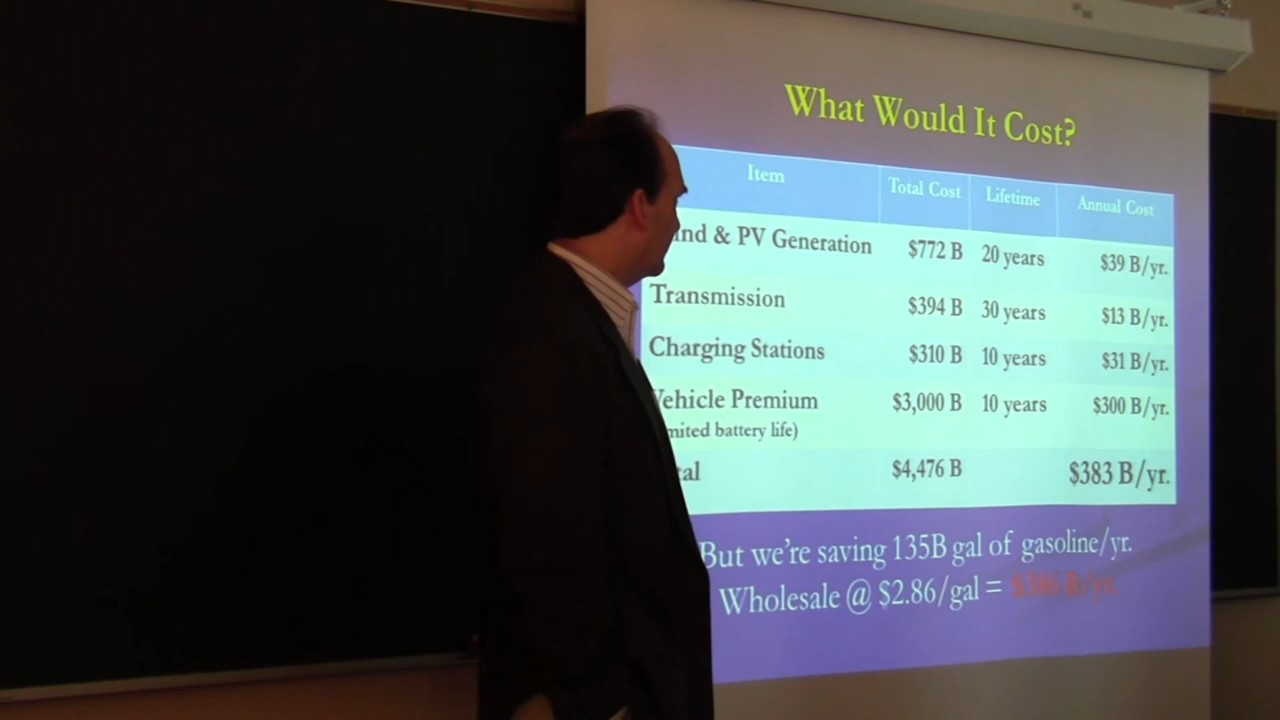 What Would It Cost?
Item Total Cost Lifetime Annual Cost
nd & PV Generation $772 B 20 years $39 B/yr.
Transmission $394 B 30 years $13 B/yr.
Charging Stations $310 B 10 years $31 B/yr.
Vehicle Premium $3,000 B 10 years $300 B/yr.
mited battery life)
tal $4,476 B $383 B/yr.
But we're saving 135B gal of gasoline/yr.
Wholesale @ $2.86/gal =